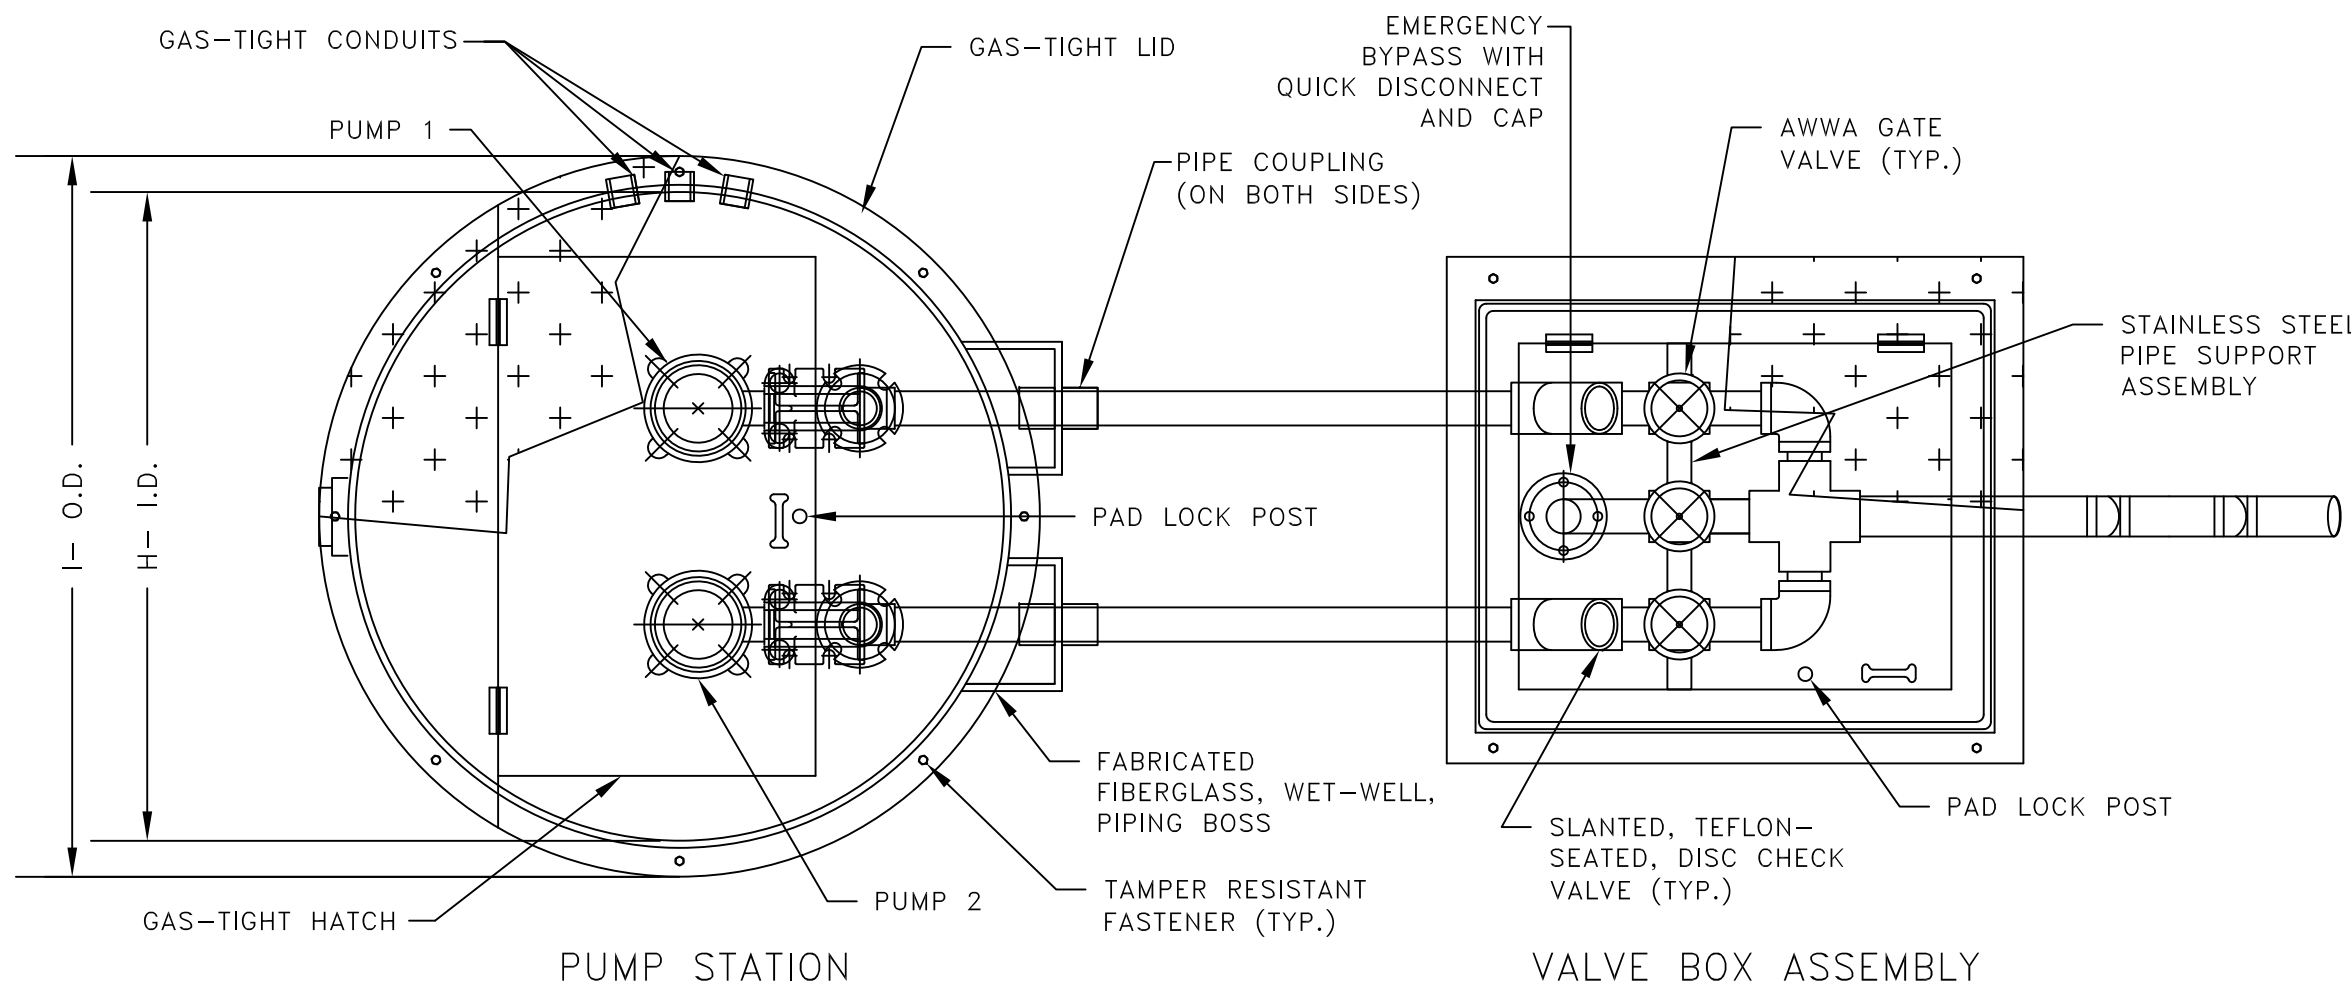 GAS-TIGHT CONDUITS
PUMP 1
GAS-TIGHT LID
EMERGENCY
BYPASS WITH
QUICK DISCONNECT
AND CAP
PIPE COUPLING
(ON BOTH SIDES)
AWWA GATE
VALVE (TYP.)
STAINLESS STEEL
PIPE SUPPORT
ASSEMBLY
I- O.D.
H- I.D.
PAD LOCK POST
FABRICATED
FIBERGLASS, WET-WELL,
PIPING BOSS
TAMPER RESISTANT
FASTENER (TYP.)
PUMP 2
GAS-TIGHT HATCH
SLANTED, TEFLON-
SEATED, DISC CHECK
VALVE (TYP.)
PAD LOCK POST
PUMP STATION
VALVE BOX ASSEMBLY